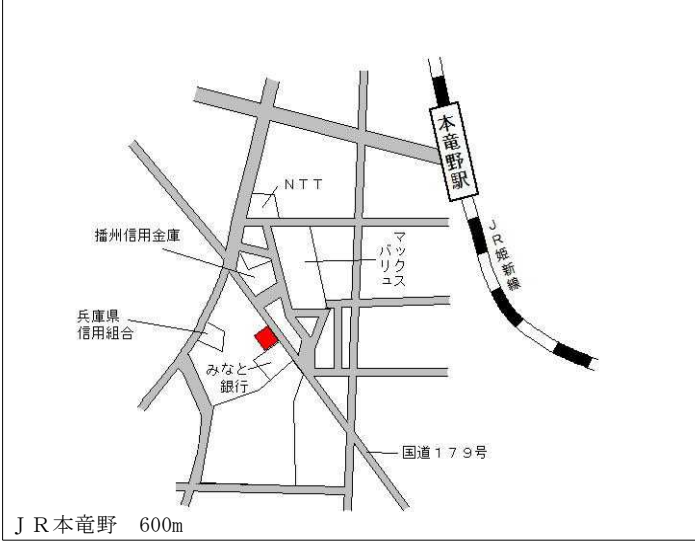 本竜野駅
NTT
JR姫新線
播州信用金庫
マックス
バリュ
兵庫県
信用組合
みなと
銀行
国道179号
JR本竜野 600m